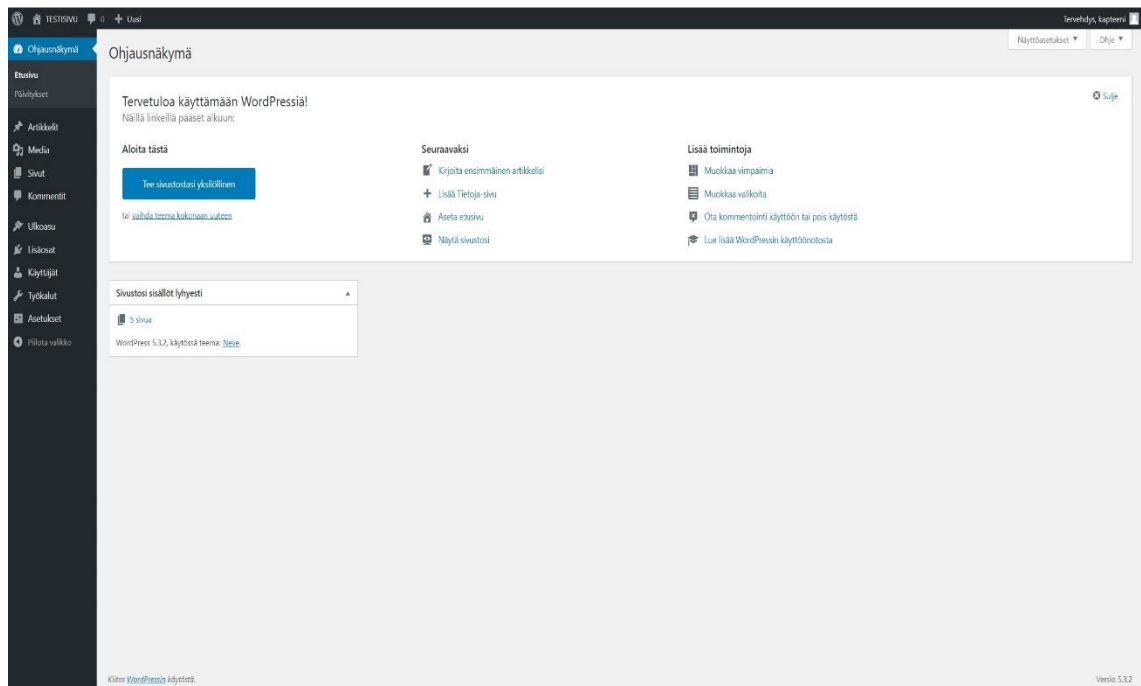 TESTISIVU 0 + Uusi Tervehdys, kapteeni
Ohjausnäkymä
Etusivu
Päivitykset
Artikkelit
Media
Sivut
Kommentit
Ulkoasu
Lisäosat
Käyttäjät
Työkalut
Asetukset
Piilota valikko
Näyttöasetukset ▼ Ohje ▼
Ohjausnäkymä
Tervetuloa käyttämään WordPressiä!
Sulje
Näillä linkeillä pääset alkuun:
Aloita tästä
Tee sivustostasi yksilöllinen
tai vaihda teema kokonaan uuteen
Seuraavaksi
Kirjoita ensimmäinen artikkelisi
Lisää Tietoja-sivu
Aseta etusivu
Näytä sivustosi
Lisää toimintoja
Muokkaa vimpaimia
Muokkaa valikoita
Ota kommentointi käyttöön tai pois käytöstä
Lue lisää WordPressin käyttöönotosta
Sivustosi sisällöt lyhyesti
5 sivua
WordPress 5.3.2, käytössä teema: Neve.
Kiitos WordPressin käytöstä.
Versio 5.3.2